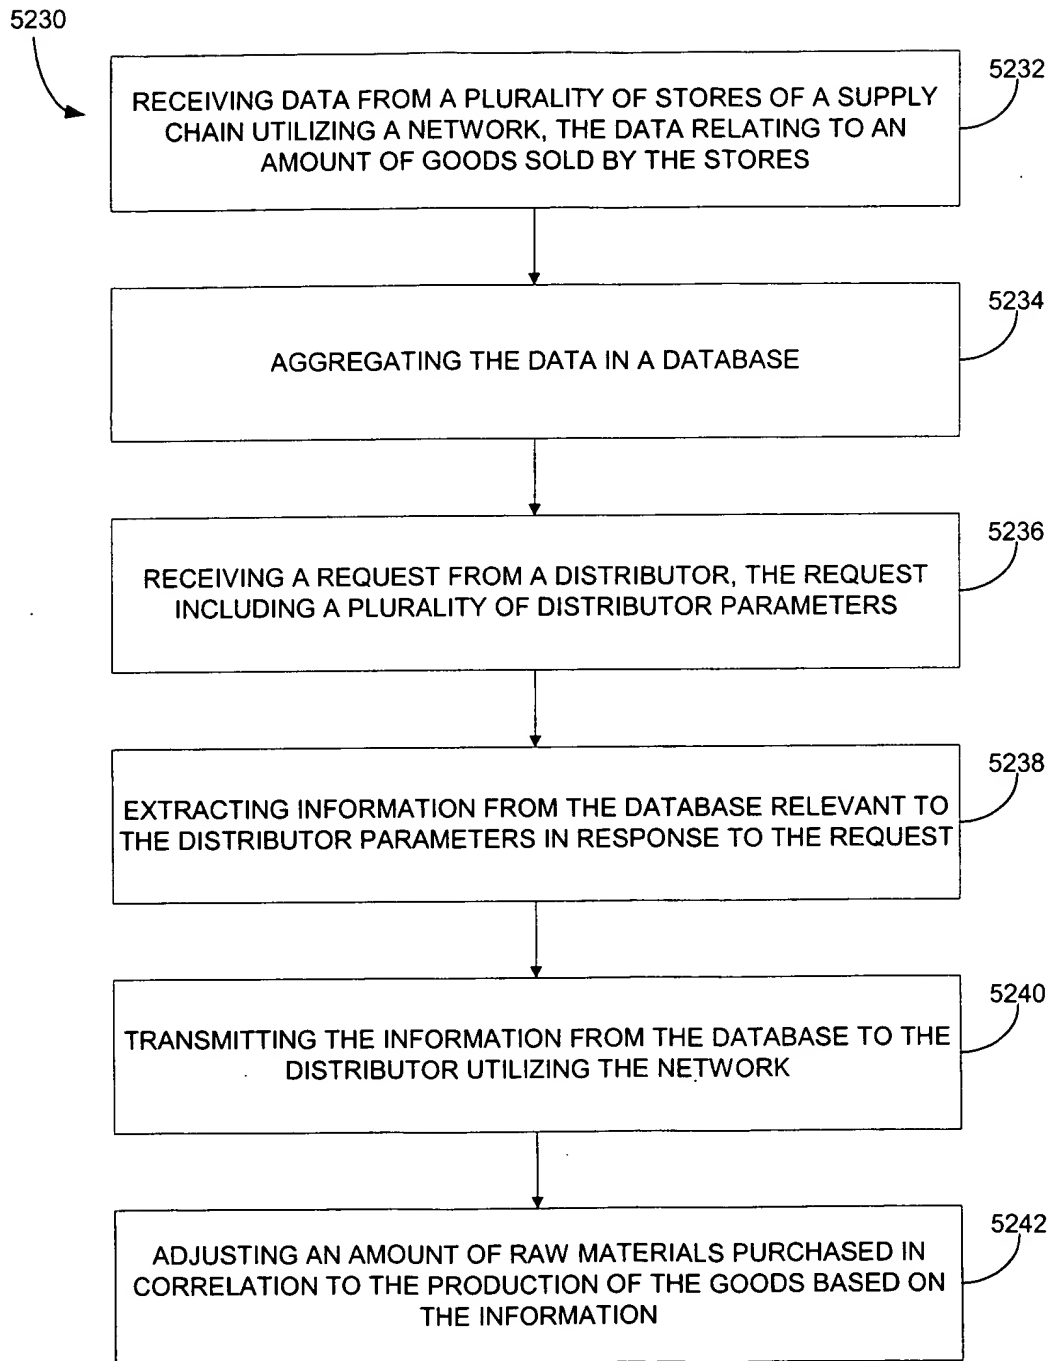 5230
5232
RECEIVING DATA FROM A PLURALITY OF STORES OF A SUPPLY
CHAIN UTILIZING A NETWORK, THE DATA RELATING TO AN
AMOUNT OF GOODS SOLD BY THE STORES
5234
AGGREGATING THE DATA IN A DATABASE
5236
RECEIVING A REQUEST FROM A DISTRIBUTOR, THE REQUEST
INCLUDING A PLURALITY OF DISTRIBUTOR PARAMETERS
5238
EXTRACTING INFORMATION FROM THE DATABASE RELEVANT TO
THE DISTRIBUTOR PARAMETERS IN RESPONSE TO THE REQUEST
5240
TRANSMITTING THE INFORMATION FROM THE DATABASE TO THE
DISTRIBUTOR UTILIZING THE NETWORK
5242
ADJUSTING AN AMOUNT OF RAW MATERIALS PURCHASED IN
CORRELATION TO THE PRODUCTION OF THE GOODS BASED ON
THE INFORMATION